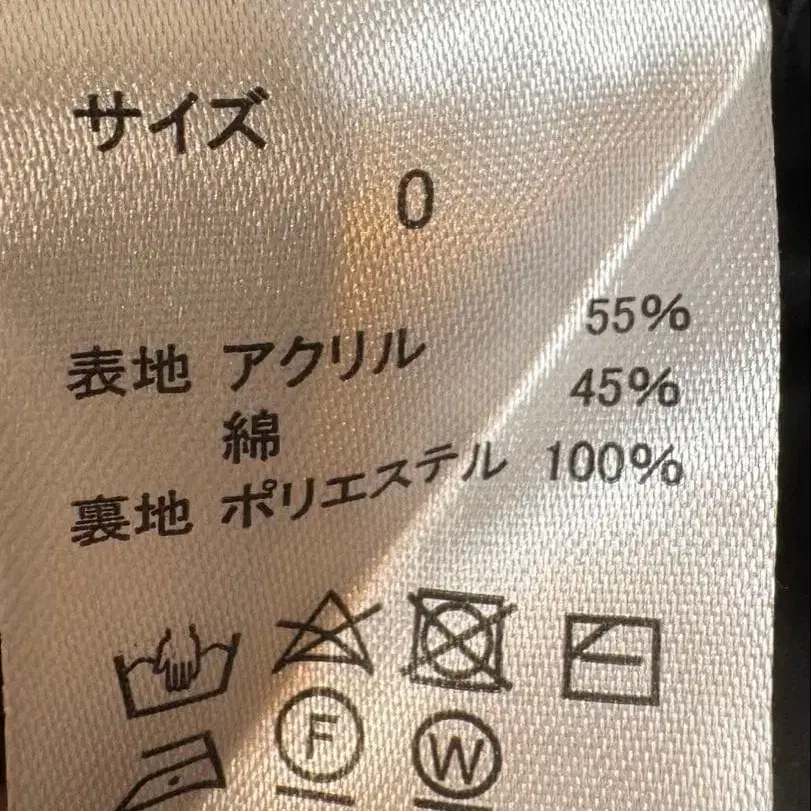 サイズ
0
表地 アクリル 55%
綿 45%
裏地 ポリエステル 100%
F W